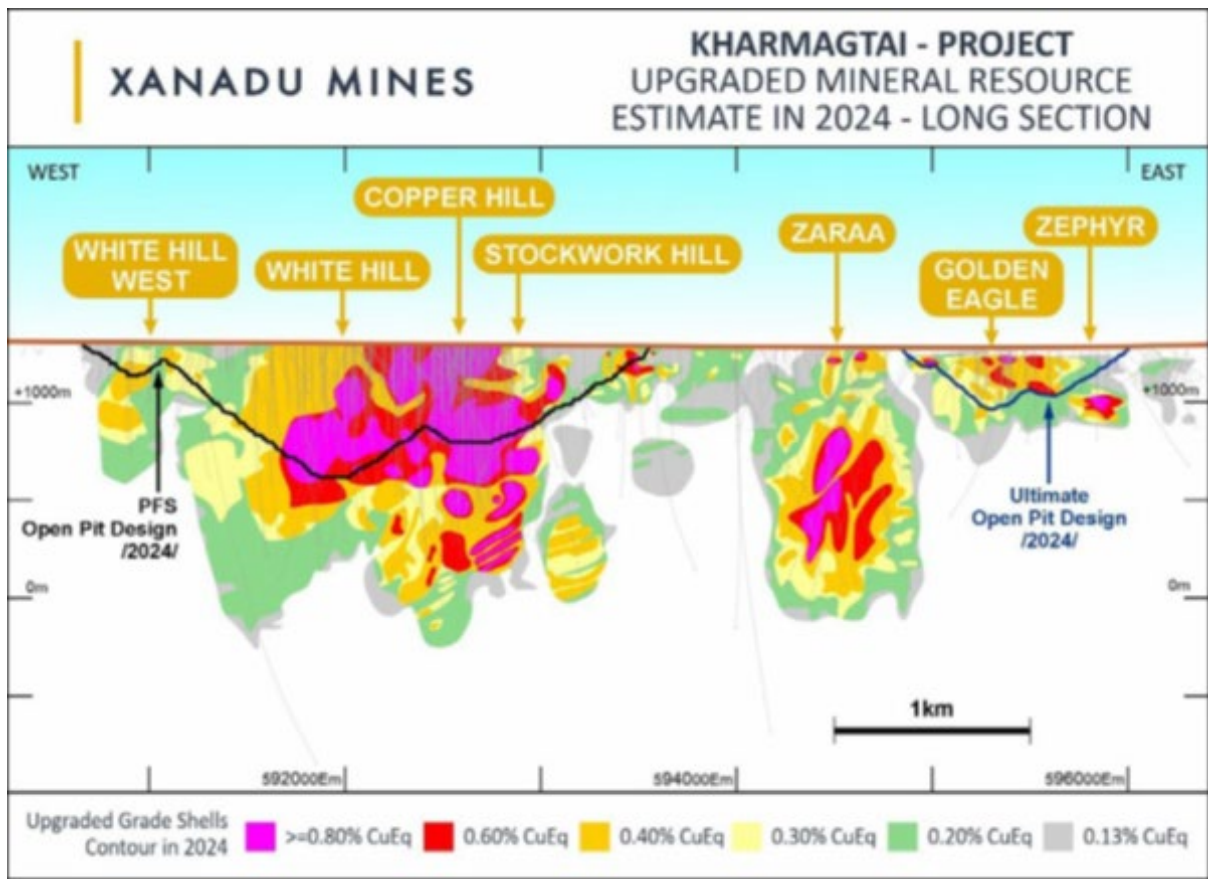 XANADU MINES
KHARMAGTAI - PROJECT
UPGRADED MINERAL RESOURCE
ESTIMATE IN 2024 - LONG SECTION
WEST
EAST
COPPER HILL
WHITE HILL
WEST
WHITE HILL
STOCKWORK HILL
ZARAA
GOLDEN
EAGLE
ZEPHYR
+1000m
+1000m
PFS
Open Pit Design
/2024/
Ultimate
Open Pit Design
/2024/
0m
0m
1km
592000Em
594000Em
596000Em
Upgraded Grade Shells
Contour in 2024
>=0.80% CuEq
0.60% CuEq
0.40% CuEq
0.30% CuEq
0.20% CuEq
0.13% CuEq